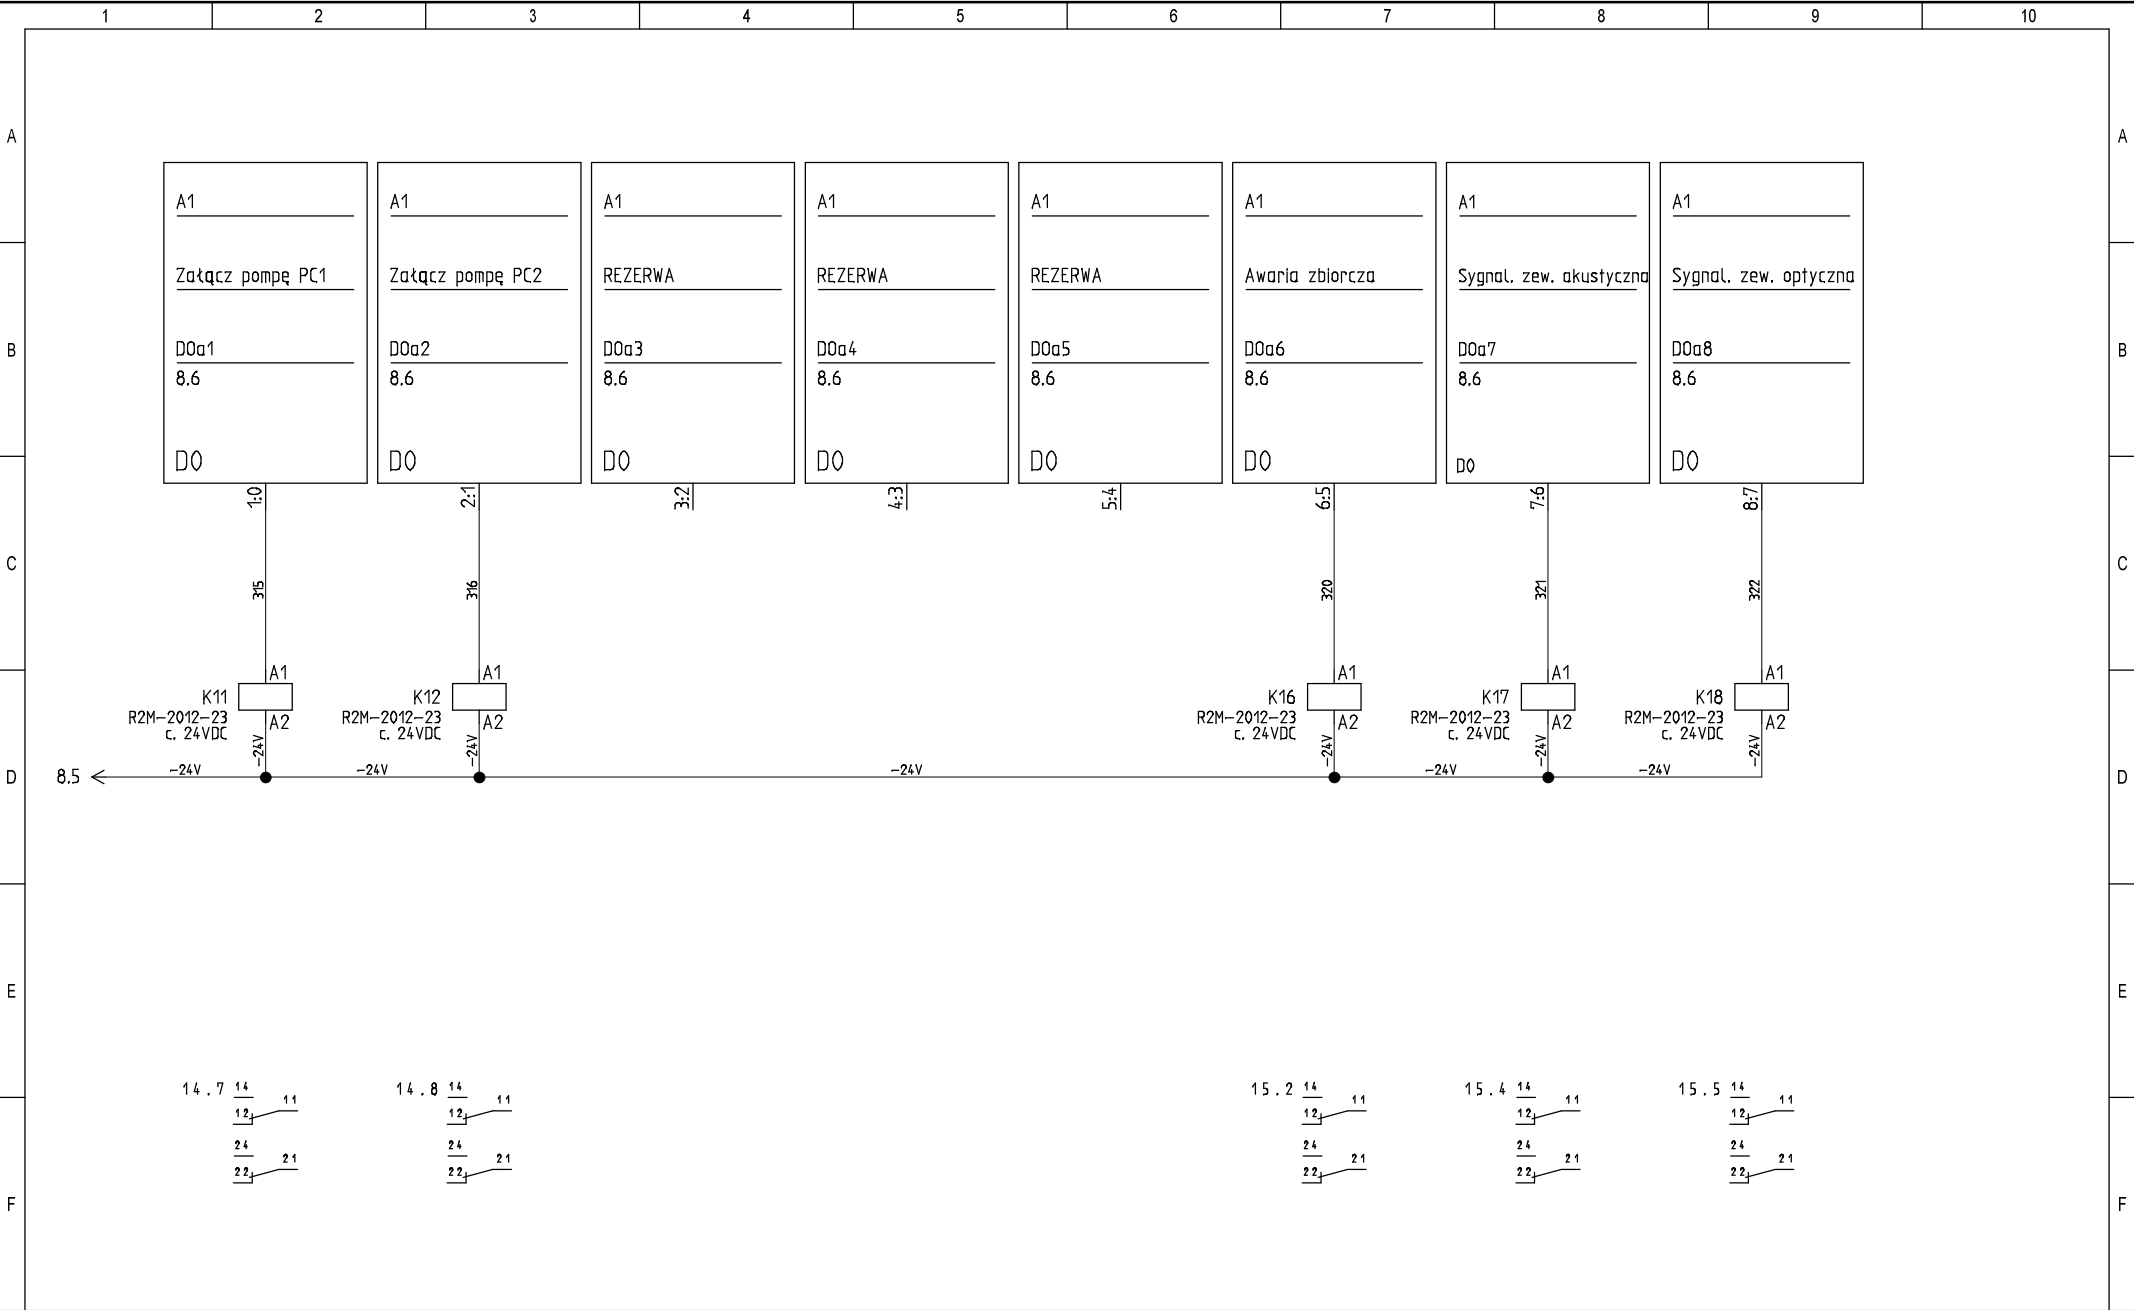 1 2 3 4 5 6 7 8 9 10
A A
A1 A1 A1 A1 A1 A1 A1 A1
Załącz pompę PC1 Załącz pompę PC2 REZERWA REZERWA REZERWA Awaria zbiorcza Sygnal. zew. akustyczna Sygnal. zew. optyczna
B DOa1 DOa2 DOa3 DOa4 DOa5 DOa6 DOa7 DOa8 B
8.6 8.6 8.6 8.6 8.6 8.6 8.6 8.6
DO DO DO DO DO DO DO DO
1:0 2:1 3:2 4:3 5:4 6:5 7:6 8:7
C C
315 316 320 321 322
A1 A1 A1 A1 A1
K11 K12 K16 K17 K18
R2M-2012-23 R2M-2012-23 R2M-2012-23 R2M-2012-23 R2M-2012-23
A2 A2 A2 A2 A2
c. 24VDC c. 24VDC c. 24VDC c. 24VDC c. 24VDC
-24V -24V -24V -24V -24V
-24V -24V -24V -24V -24V
D 8.5 D
E E
14.7 14 14.8 14 15.2 14 15.4 14 15.5 14
11 11 11 11 11
12 12 12 12 12
24 24 24 24 24
21 21 21 21 21
22 22 22 22 22
F F